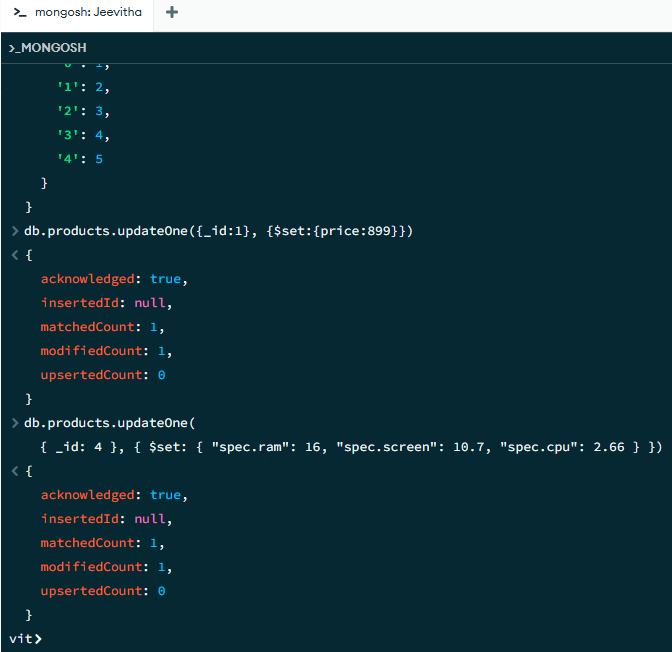 >_ mongosh: Jeevitha +
>_MONGOSH
'0': 1,
'1': 2,
'2': 3,
'3': 4,
'4': 5
}
}
> db.products.updateOne({_id:1}, {$set:{price:899}})
< {
acknowledged: true,
insertedId: null,
matchedCount: 1,
modifiedCount: 1,
upsertedCount: 0
}
> db.products.updateOne(
{ _id: 4 }, { $set: { "spec.ram": 16, "spec.screen": 10.7, "spec.cpu": 2.66 } })
< {
acknowledged: true,
insertedId: null,
matchedCount: 1,
modifiedCount: 1,
upsertedCount: 0
}
vit>